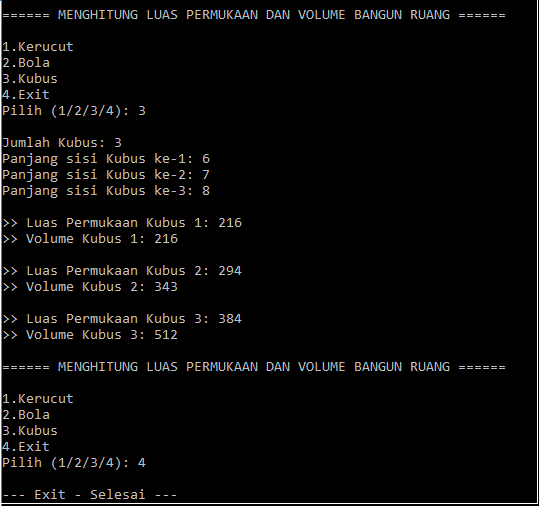 ====== MENGHITUNG LUAS PERMUKAAN DAN VOLUME BANGUN RUANG ======
1.Kerucut
2.Bola
3.Kubus
4.Exit
Pilih (1/2/3/4): 3
Jumlah Kubus: 3
Panjang sisi Kubus ke-1: 6
Panjang sisi Kubus ke-2: 7
Panjang sisi Kubus ke-3: 8
>> Luas Permukaan Kubus 1: 216
>> Volume Kubus 1: 216
>> Luas Permukaan Kubus 2: 294
>> Volume Kubus 2: 343
>> Luas Permukaan Kubus 3: 384
>> Volume Kubus 3: 512
====== MENGHITUNG LUAS PERMUKAAN DAN VOLUME BANGUN RUANG ======
1.Kerucut
2.Bola
3.Kubus
4.Exit
Pilih (1/2/3/4): 4
--- Exit - Selesai ---